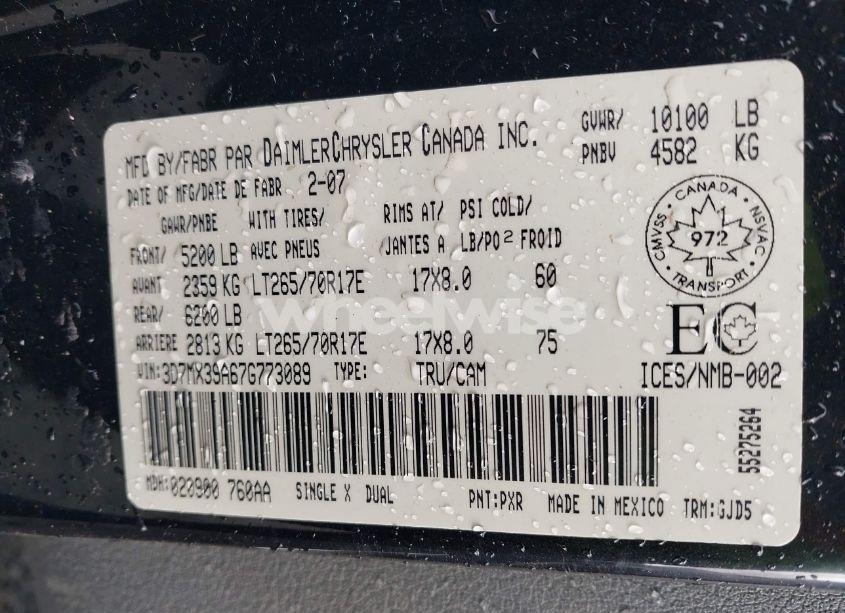 MFD BY/FABR PAR DAIMLERCHRYSLER CANADA INC.
GVWR/ 10100 LB
PNBV 4582 KG
DATE OF MFG/DATE DE FABR 2-07
GAWR/PNBE WITH TIRES/ RIMS AT/ PSI COLD/
FRONT/ 5200 LB AVEC PNEUS JANTES A LB/PO2 FROID
AVANT 2359 KG LT265/70R17E 17X8.0 60
REAR/ 6200 LB
ARRIERE 2813 KG LT265/70R17E 17X8.0 75
VIN: 3D7MX39A67G773089 TYPE: TRU/CAM
CANADA
CMVSS 972 NSVAC
TRANSPORT
EC
ICES/NMB-002
55275264
MDH: 020900 760AA SINGLE X DUAL PNT:PXR MADE IN MEXICO TRM:GJD5
wheelwise